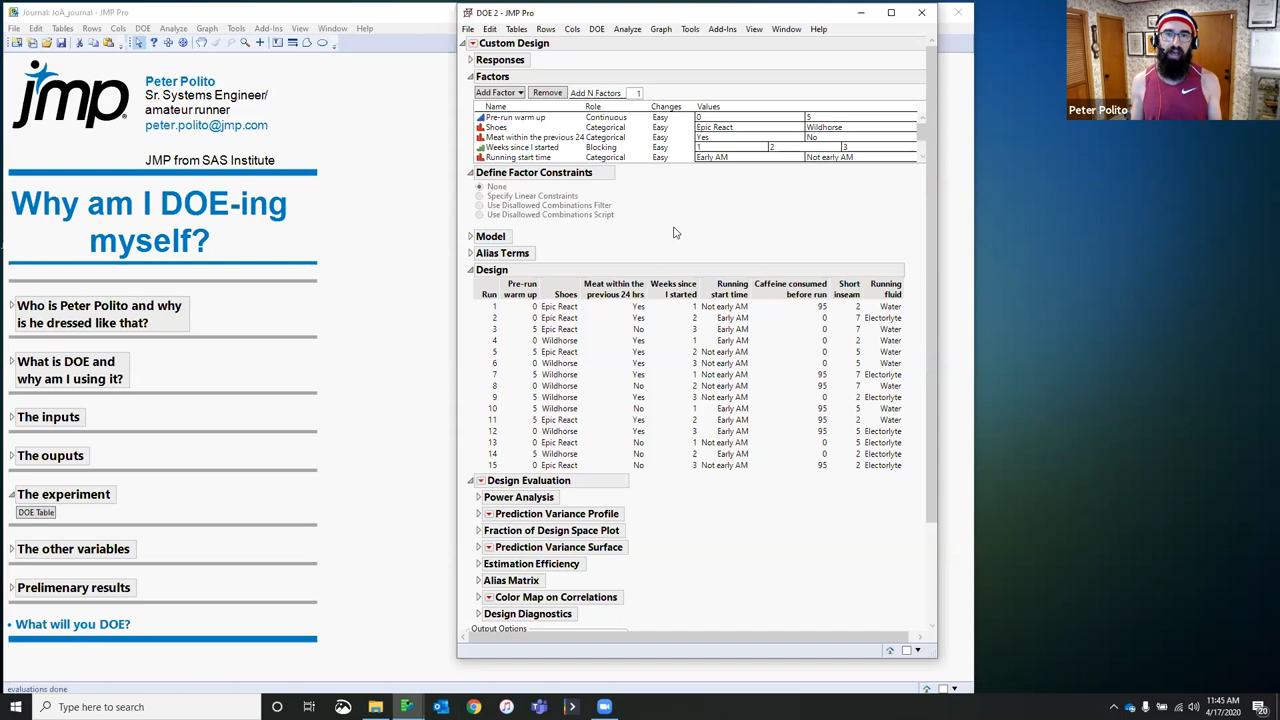 Journal: JoA_journal - JMP Pro
File Edit Tables Rows Cols DOE Analyze Graph Tools Add-Ins View Window Help
jmp
Peter Polito
Sr. Systems Engineer/
amateur runner
peter.polito@jmp.com
JMP from SAS Institute
Why am I DOE-ing
myself?
Who is Peter Polito and why
is he dressed like that?
What is DOE and
why am I using it?
The inputs
The ouputs
The experiment
DOE Table
The other variables
Prelimenary results
• What will you DOE?
evaluations done
DOE 2 - JMP Pro
File Edit Tables Rows Cols DOE Analyze Graph Tools Add-Ins View Window Help
Custom Design
Responses
Factors
Add Factor Remove Add N Factors 1
Name Role Changes Values
Pre-run warm up Continuous Easy 0 5
Shoes Categorical Easy Epic React Wildhorse
Meat within the previous 24 Categorical Easy Yes No
Weeks since I started Blocking Easy 1 2 3
Running start time Categorical Easy Early AM Not early AM
Define Factor Constraints
None
Specify Linear Constraints
Use Disallowed Combinations Filter
Use Disallowed Combinations Script
Model
Alias Terms
Design
Pre-run Meat within the Weeks since Running Caffeine consumed Short Running
Run warm up Shoes previous 24 hrs I started start time before run inseam fluid
1 0 Epic React Yes 1 Not early AM 95 2 Water
2 0 Epic React Yes 2 Early AM 0 7 Electorlyte
3 5 Epic React No 3 Early AM 0 7 Water
4 0 Wildhorse Yes 1 Early AM 0 2 Water
5 5 Epic React Yes 2 Not early AM 0 5 Water
6 0 Wildhorse Yes 3 Not early AM 0 5 Water
7 5 Epic React Yes 1 Not early AM 95 7 Electorlyte
8 0 Wildhorse No 2 Not early AM 95 7 Water
9 5 Wildhorse Yes 3 Not early AM 0 2 Electorlyte
10 5 Wildhorse No 1 Early AM 95 5 Water
11 5 Epic React Yes 2 Early AM 95 2 Water
12 0 Wildhorse Yes 3 Early AM 95 5 Electorlyte
13 0 Epic React No 1 Not early AM 0 5 Electorlyte
14 5 Wildhorse No 2 Early AM 0 2 Electorlyte
15 0 Epic React No 3 Not early AM 95 2 Electorlyte
Design Evaluation
Power Analysis
Prediction Variance Profile
Fraction of Design Space Plot
Prediction Variance Surface
Estimation Efficiency
Alias Matrix
Color Map on Correlations
Design Diagnostics
Output Options
Peter Polito
Type here to search
11:45 AM
4/17/2020
20